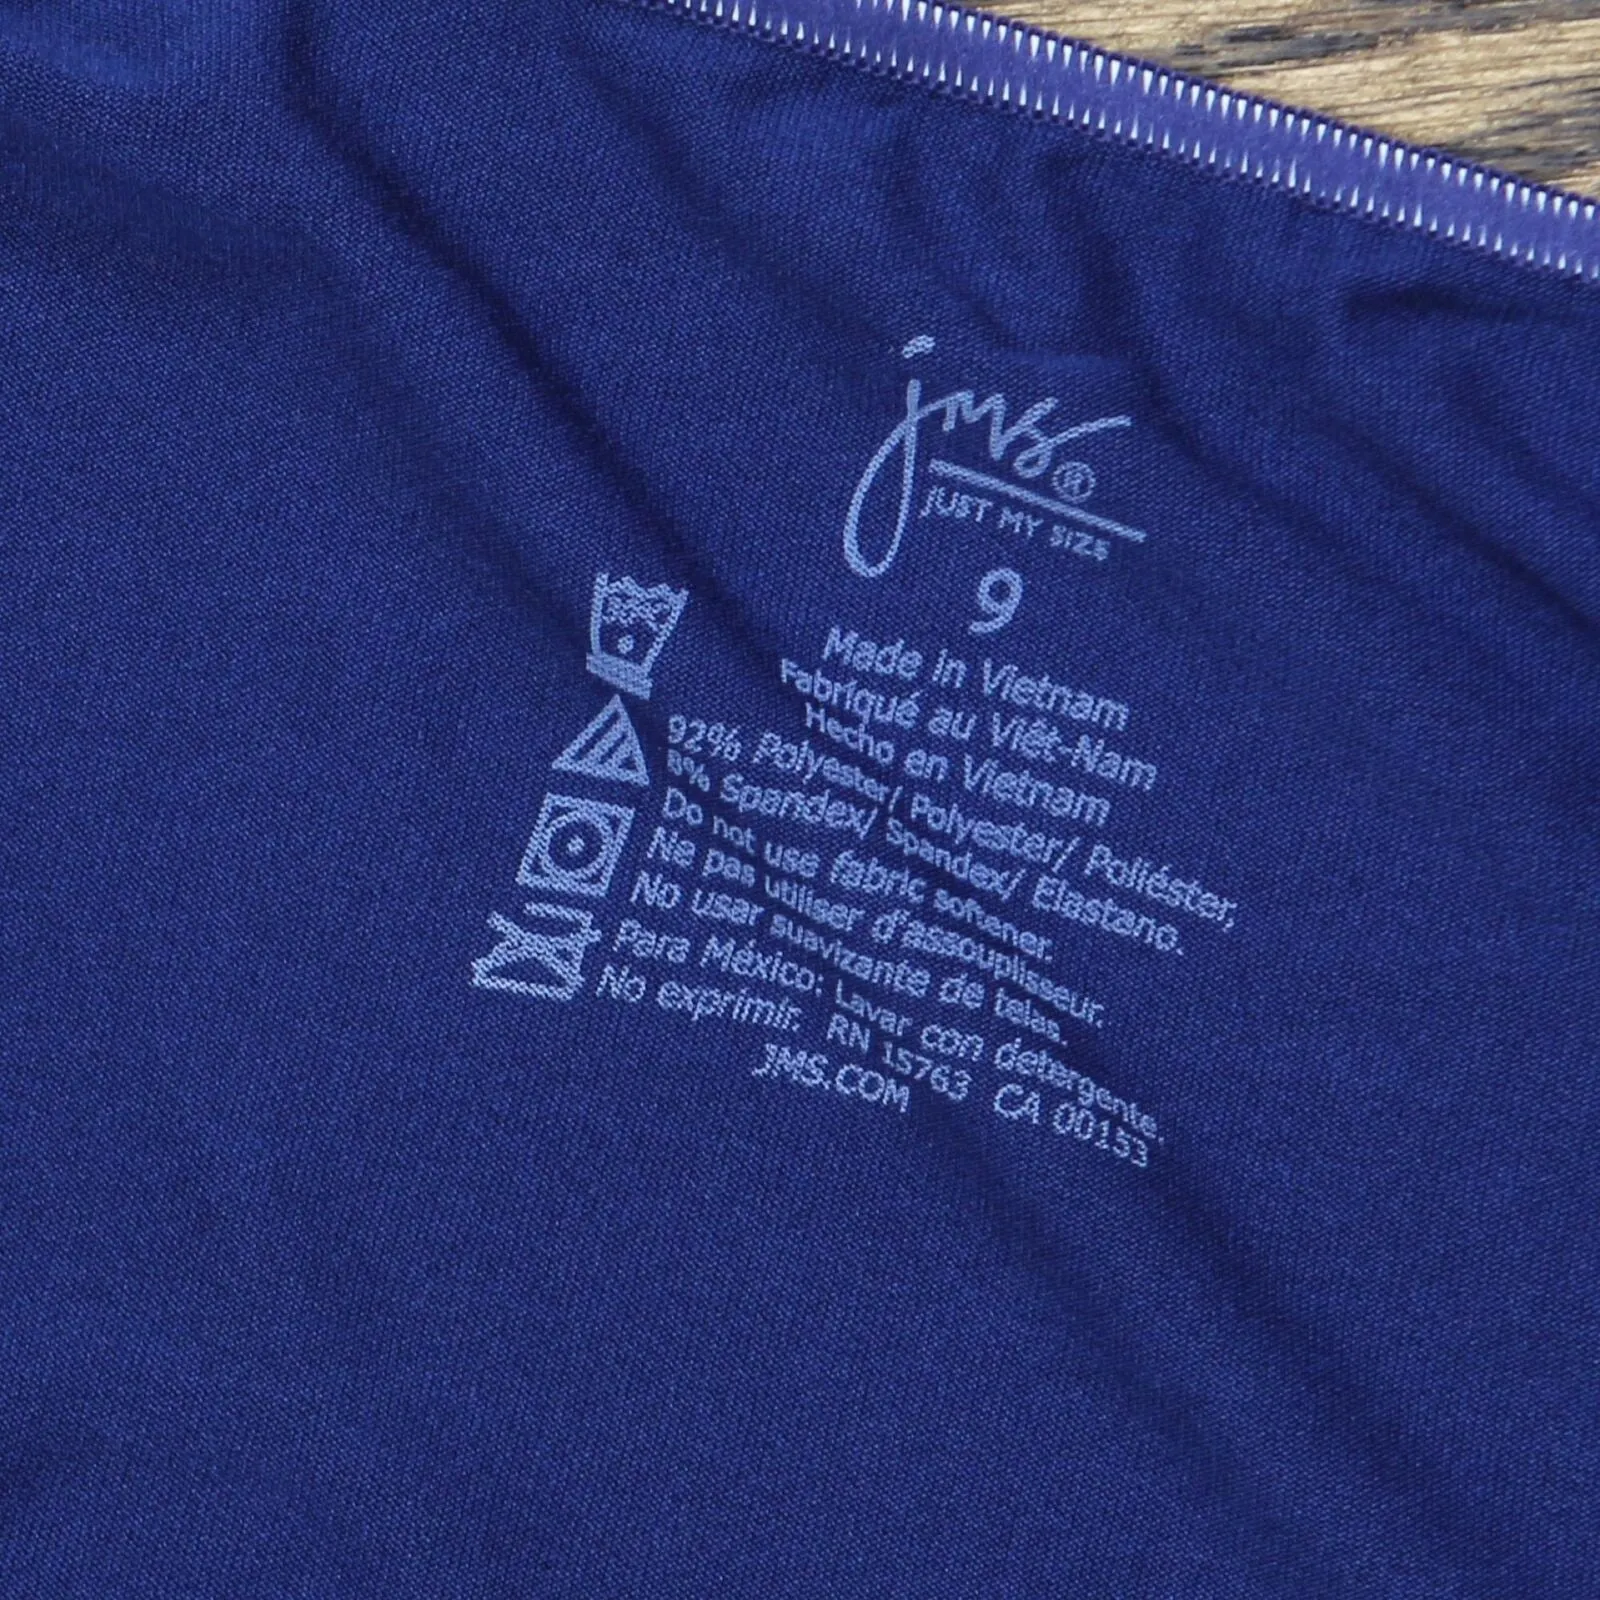 jms®
JUST MY SIZE
9
Made in Vietnam
Fabriqué au Viêt-Nam
Hecho en Vietnam
92% Polyester/ Polyester/ Poliéster,
8% Spandex/ Spandex/ Elastano.
Do not use fabric softener.
Ne pas utiliser d'assouplisseur.
No usar suavizante de telas.
Para México: Lavar con detergente.
No exprimir. RN 15763 CA 00153
JMS.COM